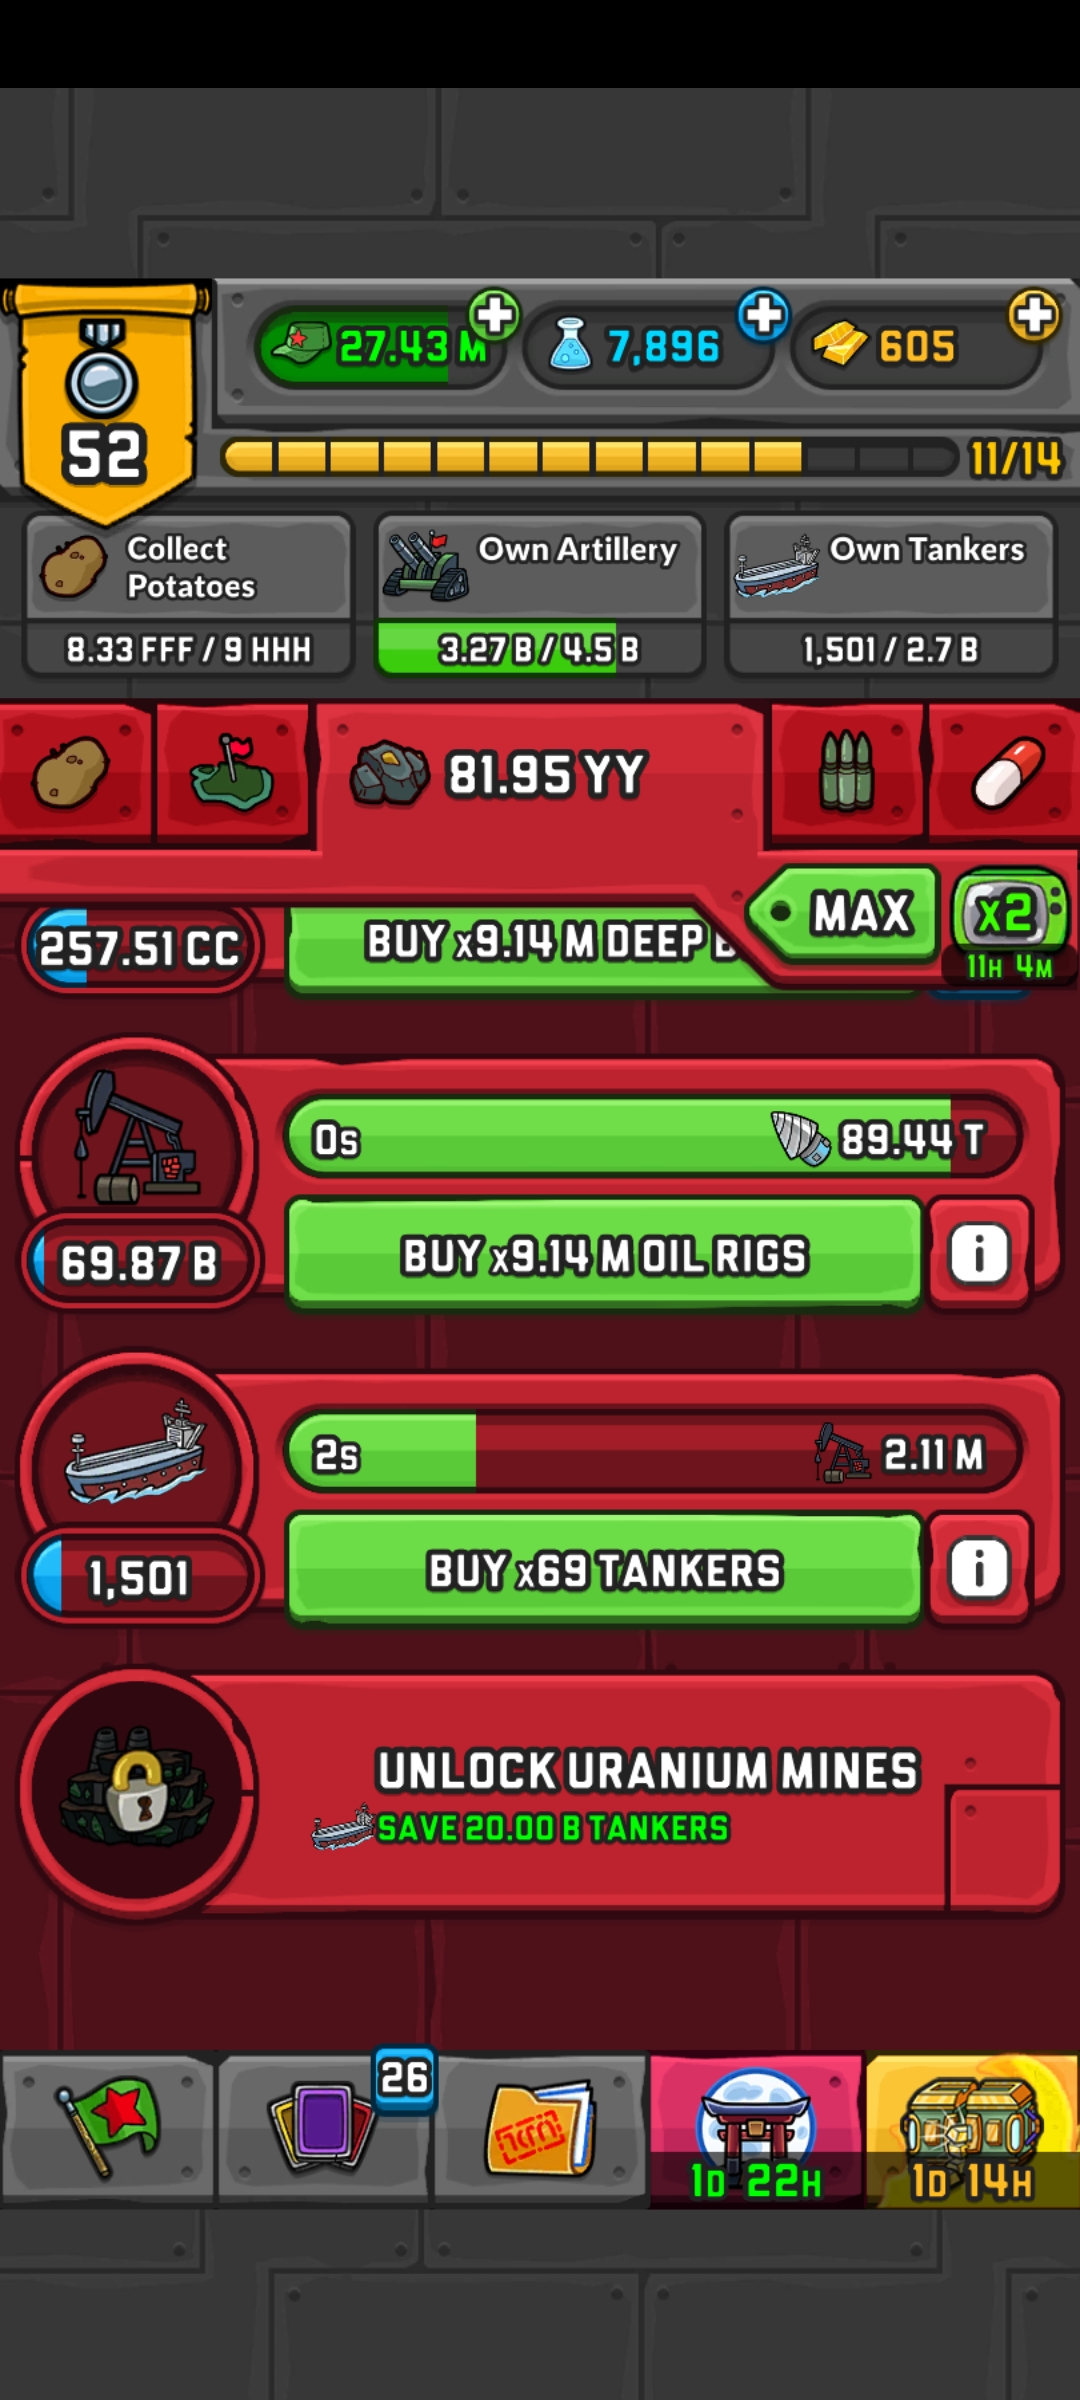 27.43 M
7,896
605
52
11/14
Collect
Potatoes
Own Artillery
Own Tankers
8.33 FFF / 9 HHH
3.27 B / 4.5 B
1,501 / 2.7 B
81.95 YY
MAX
x2
11H 4M
257.51 CC
BUY x9.14 M DEEP B
0s
89.44 T
69.87 B
BUY x9.14 M OIL RIGS
i
2s
2.11 M
1,501
BUY x69 TANKERS
i
UNLOCK URANIUM MINES
SAVE 20.00 B TANKERS
26
1D 22H
1D 14H